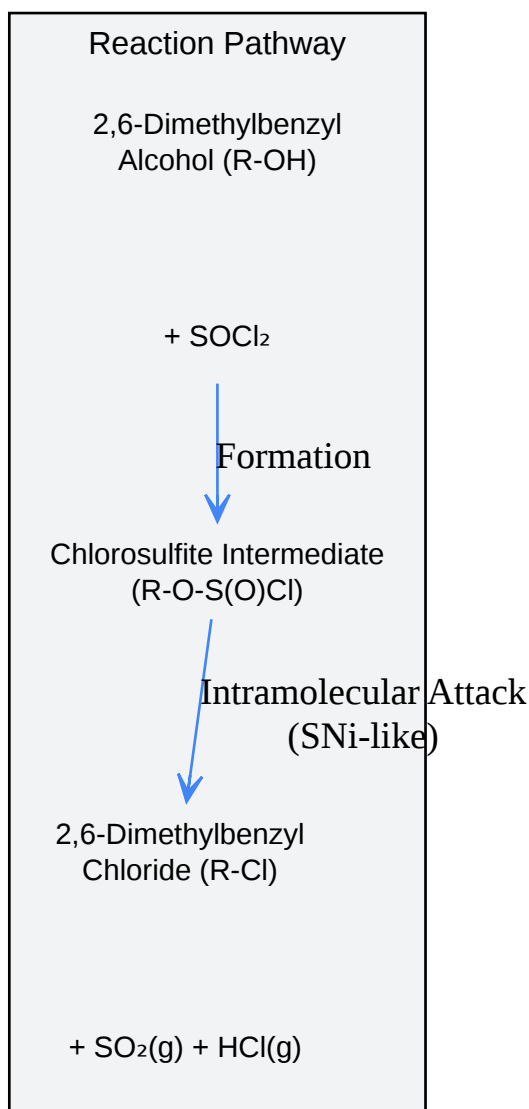 Reaction Pathway
2,6-Dimethylbenzyl
Alcohol (R-OH)
+ SOCl₂
Formation
Chlorosulfite Intermediate
(R-O-S(O)Cl)
Intramolecular Attack
(SNi-like)
2,6-Dimethylbenzyl
Chloride (R-Cl)
+ SO₂(g) + HCl(g)